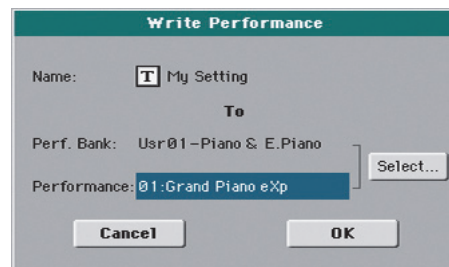 Write Performance
Name: T My Setting
To
Perf. Bank: Usr01-Piano & E.Piano
Select...
Performance: 01:Grand Piano eXp
Cancel OK